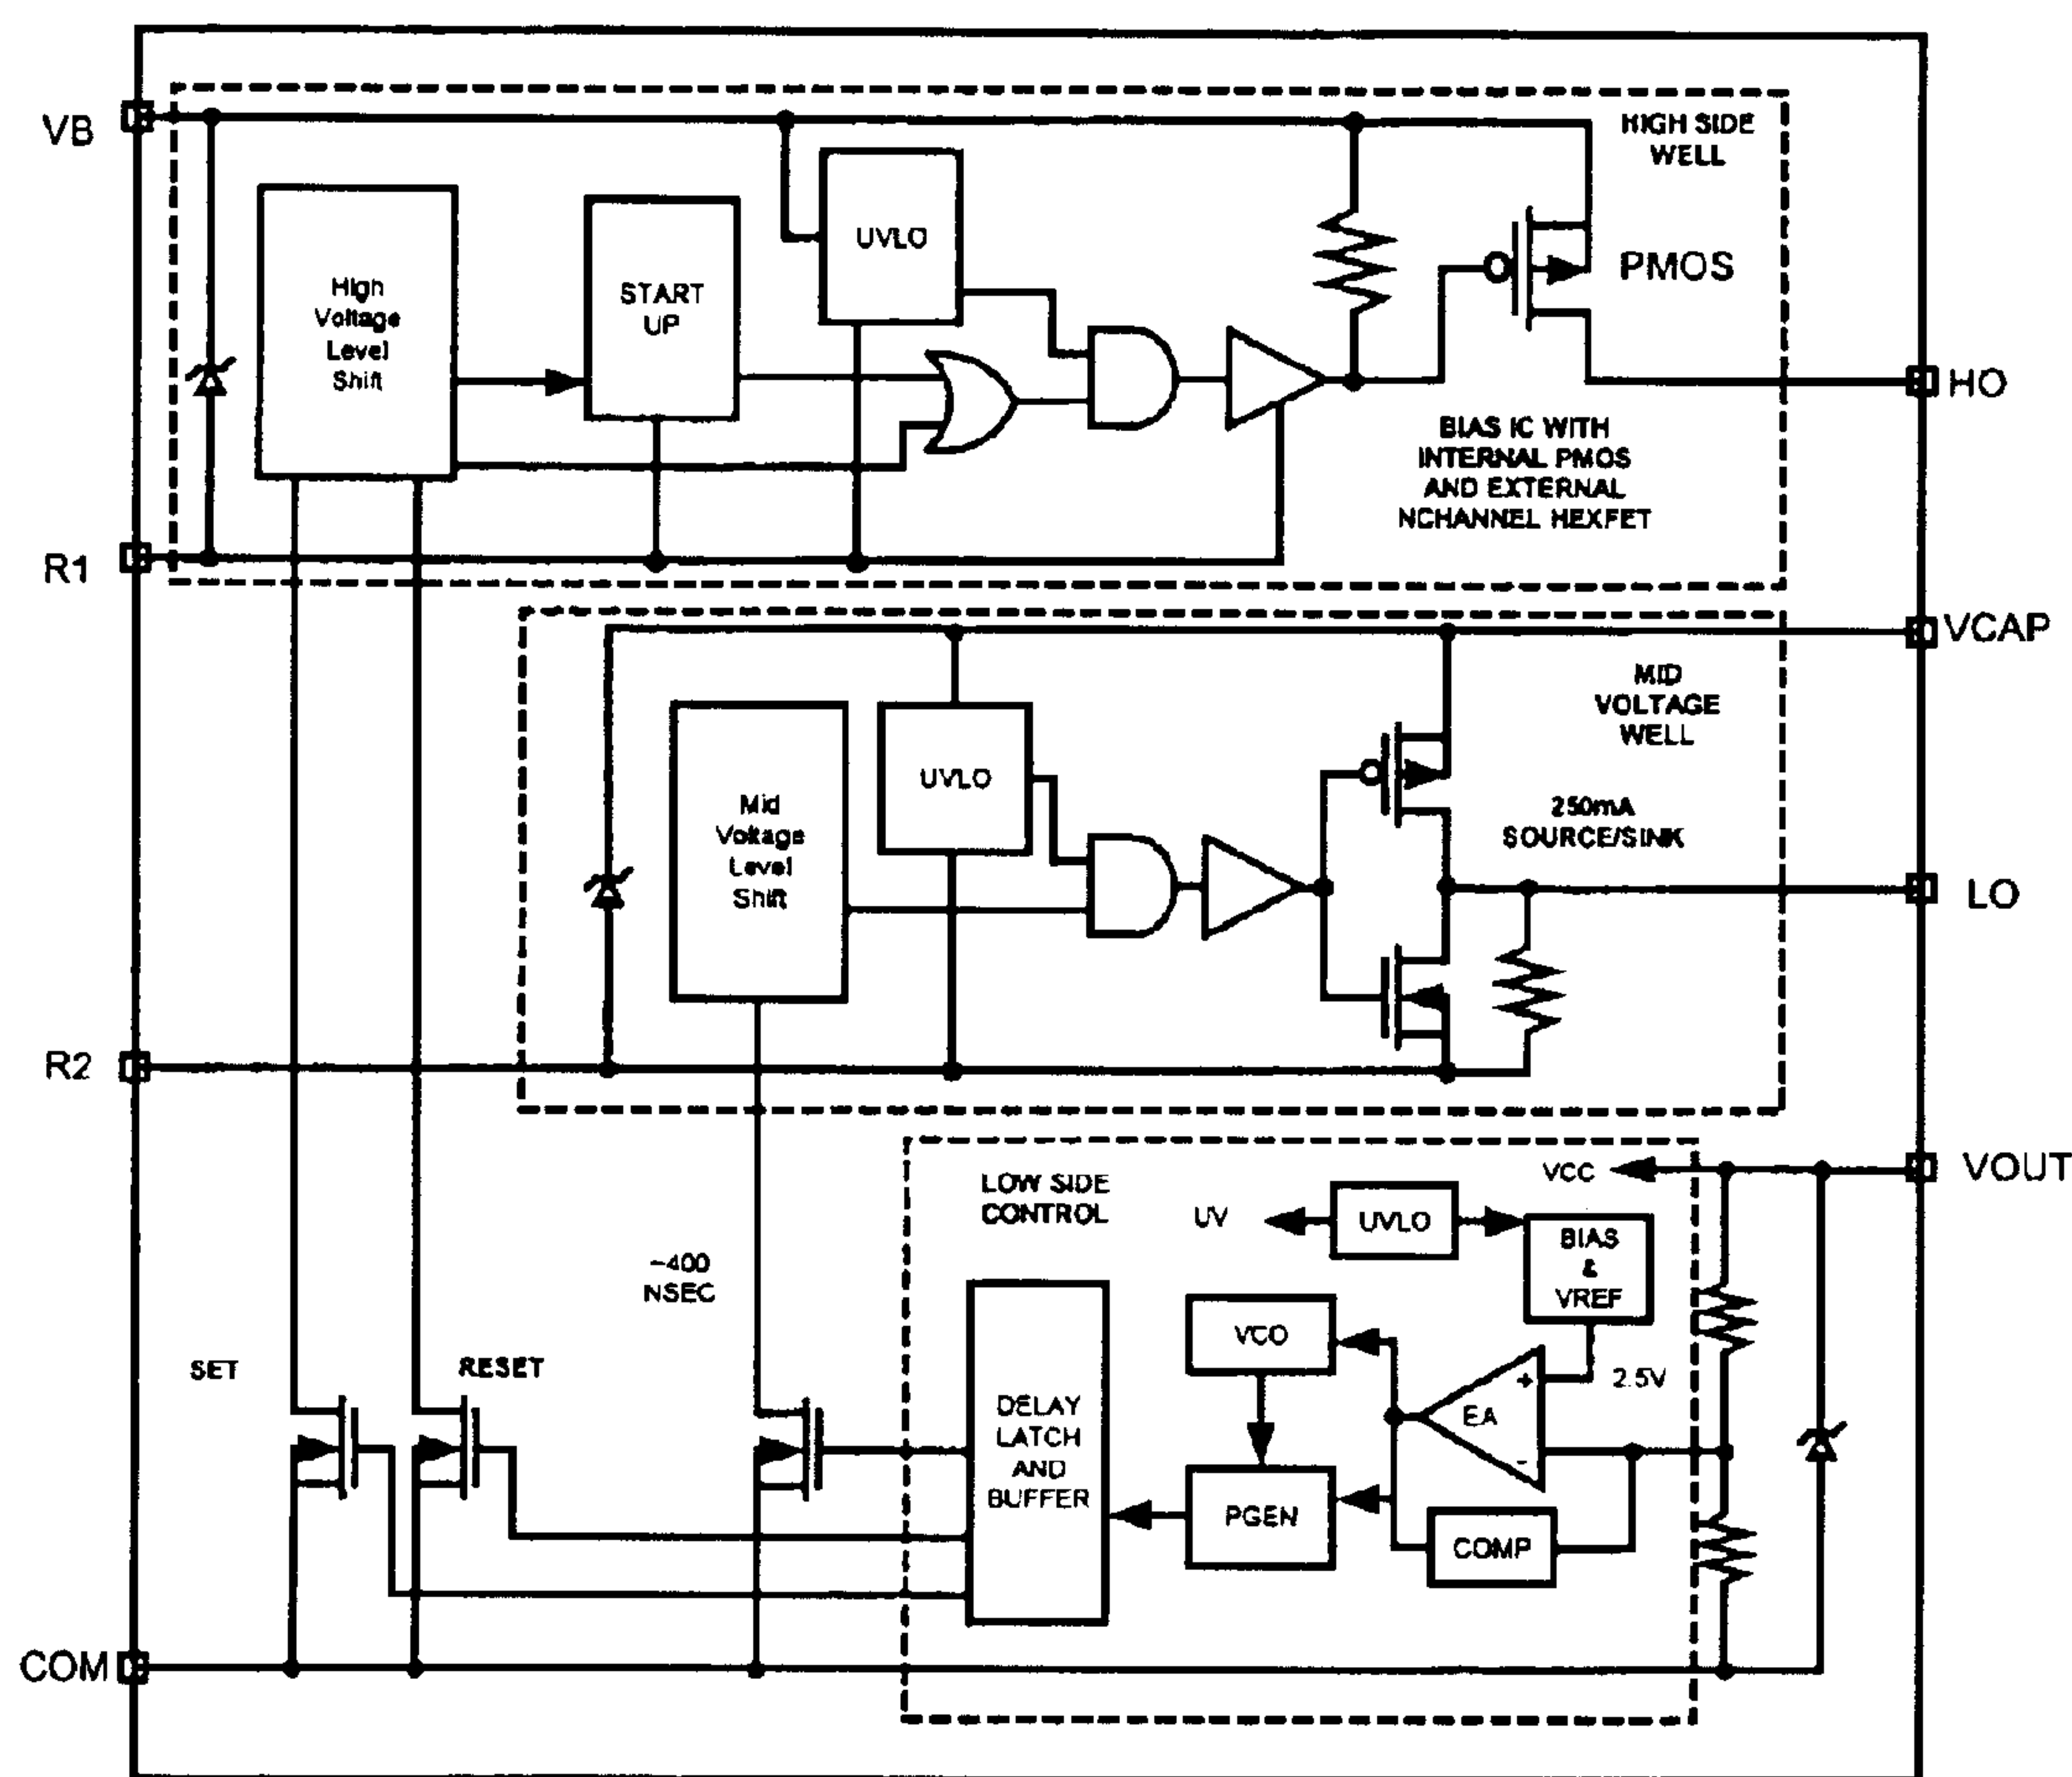 VB
HIGH SIDE
WELL
High
Voltage
Level
Shift
START
UP
UVLO
PMOS
HO
BIAS IC WITH
INTERNAL PMOS
AND EXTERNAL
NCHANNEL HEXFET
R1
VCAP
MID
VOLTAGE
WELL
Mid
Voltage
Level
Shift
UVLO
250mA
SOURCE/SINK
LO
R2
LOW SIDE
CONTROL
VCC
VOUT
UV
UVLO
BIAS
&
VREF
~400
NSEC
VCO
2.5V
SET
RESET
DELAY
LATCH
AND
BUFFER
+
EA
-
PGEN
COMP
COM